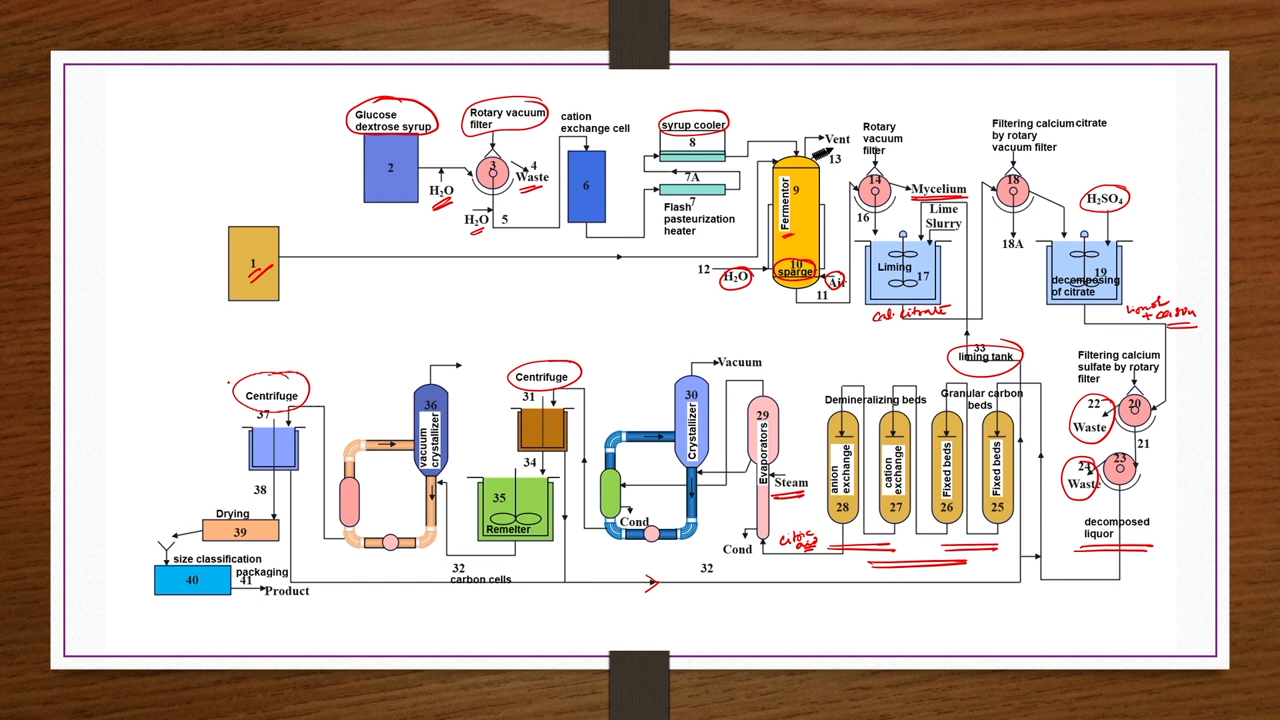 Glucose
dextrose syrup
2
H₂O
Rotary vacuum
filter
3
4
Waste
H₂O
5
cation
exchange cell
6
syrup cooler
8
7A
7
Flash
pasteurization
heater
Vent
13
9
Fermentor
10
sparger
12
H₂O
Air
11
Rotary
vacuum
filter
14
Mycelium
16
Lime
Slurry
Liming
17
cal. citrate
Filtering calcium citrate
by rotary
vacuum filter
18
18A
H₂SO₄
19
decomposing
of citrate
1
33
liming tank
Filtering calcium
sulfate by rotary
filter
20
22
Waste
21
23
24
Waste
decomposed
liquor
Granular carbon
beds
Fixed beds
25
Fixed beds
26
Demineralizing beds
cation
exchange
27
anion
exchange
28
citric
acid
29
Evaporators
Steam
Cond
Vacuum
30
Crystallizer
Cond
32
Centrifuge
31
34
35
Remelter
32
carbon cells
36
vacuum
crystallizer
Centrifuge
37
38
Drying
39
size classification
packaging
40
41
Product